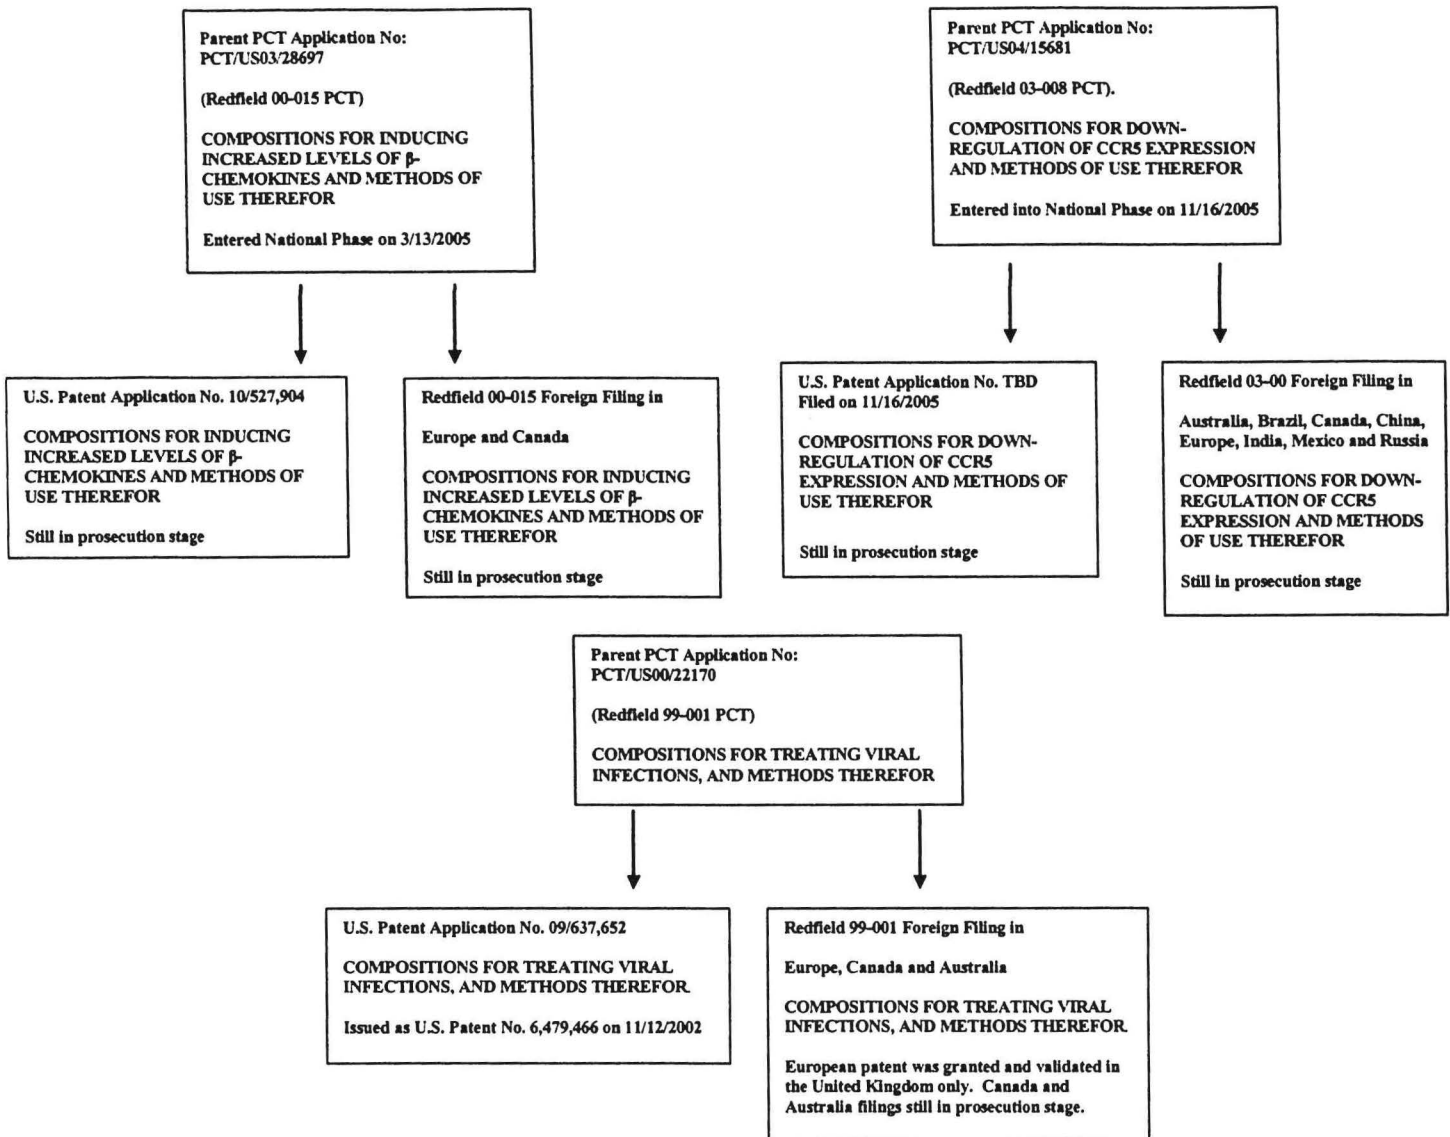 Parent PCT Application No:
PCT/US03/28697
(Redfield 00-015 PCT)
COMPOSITIONS FOR INDUCING
INCREASED LEVELS OF β-
CHEMOKINES AND METHODS OF
USE THEREFOR
Entered National Phase on 3/13/2005
Parent PCT Application No:
PCT/US04/15681
(Redfield 03-008 PCT).
COMPOSITIONS FOR DOWN-
REGULATION OF CCR5 EXPRESSION
AND METHODS OF USE THEREFOR
Entered into National Phase on 11/16/2005
U.S. Patent Application No. 10/527,904
COMPOSITIONS FOR INDUCING
INCREASED LEVELS OF β-
CHEMOKINES AND METHODS OF
USE THEREFOR
Still in prosecution stage
Redfield 00-015 Foreign Filing in
Europe and Canada
COMPOSITIONS FOR INDUCING
INCREASED LEVELS OF β-
CHEMOKINES AND METHODS OF
USE THEREFOR
Still in prosecution stage
U.S. Patent Application No. TBD
Filed on 11/16/2005
COMPOSITIONS FOR DOWN-
REGULATION OF CCR5
EXPRESSION AND METHODS OF
USE THEREFOR
Still in prosecution stage
Redfield 03-00 Foreign Filing in
Australia, Brazil, Canada, China,
Europe, India, Mexico and Russia
COMPOSITIONS FOR DOWN-
REGULATION OF CCR5
EXPRESSION AND METHODS
OF USE THEREFOR
Still in prosecution stage
Parent PCT Application No:
PCT/US00/22170
(Redfield 99-001 PCT)
COMPOSITIONS FOR TREATING VIRAL
INFECTIONS, AND METHODS THEREFOR
U.S. Patent Application No. 09/637,652
COMPOSITIONS FOR TREATING VIRAL
INFECTIONS, AND METHODS THEREFOR.
Issued as U.S. Patent No. 6,479,466 on 11/12/2002
Redfield 99-001 Foreign Filing in
Europe, Canada and Australia
COMPOSITIONS FOR TREATING VIRAL
INFECTIONS, AND METHODS THEREFOR.
European patent was granted and validated in
the United Kingdom only. Canada and
Australia filings still in prosecution stage.